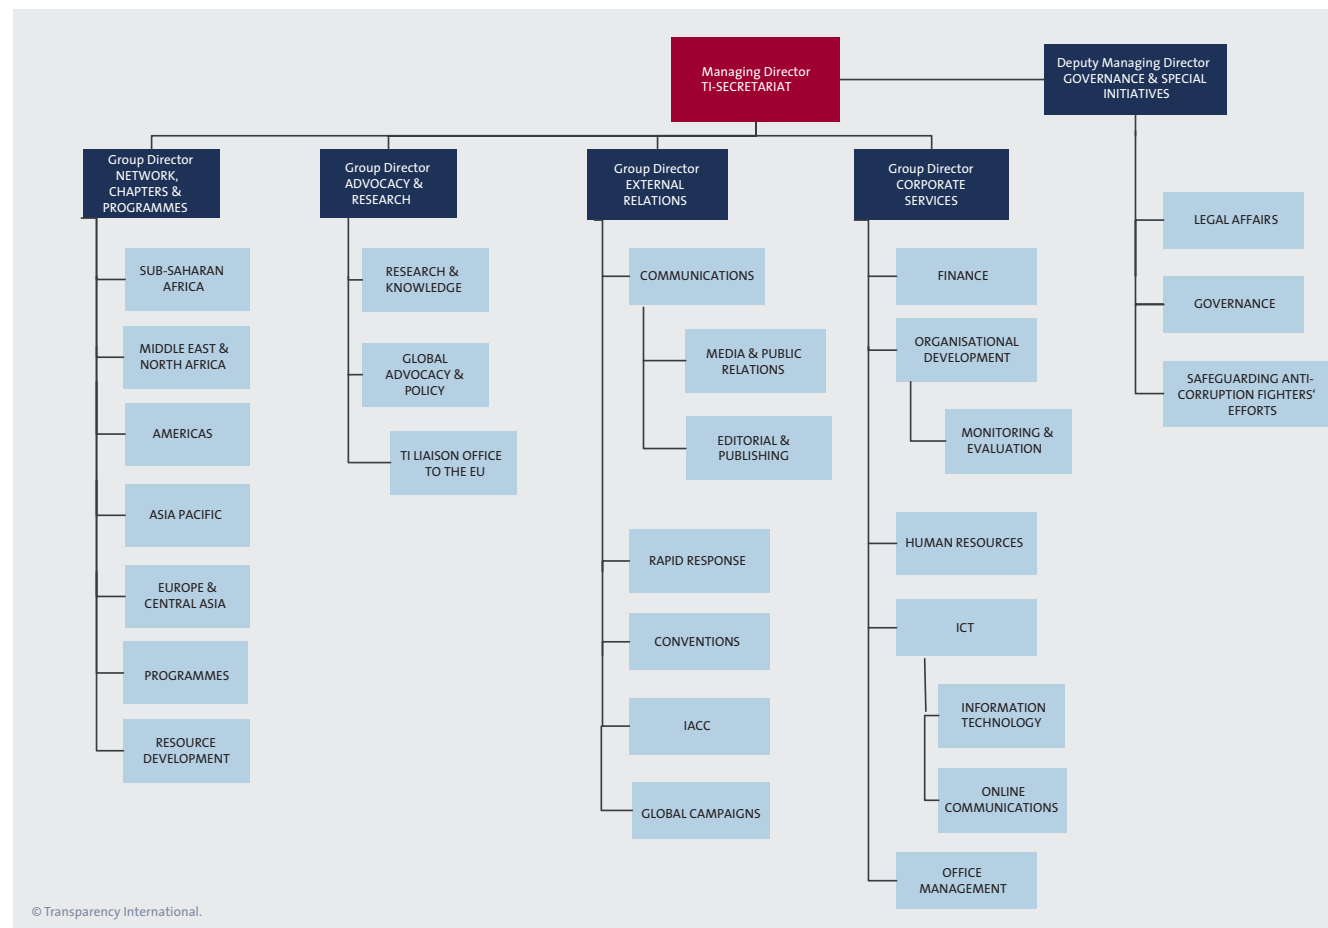 Managing Director
TI-SECRETARIAT
Deputy Managing Director
GOVERNANCE & SPECIAL
INITIATIVES
Group Director
NETWORK,
CHAPTERS &
PROGRAMMES
SUB-SAHARAN
AFRICA
MIDDLE EAST &
NORTH AFRICA
AMERICAS
ASIA PACIFIC
EUROPE &
CENTRAL ASIA
PROGRAMMES
RESOURCE
DEVELOPMENT
Group Director
ADVOCACY &
RESEARCH
RESEARCH &
KNOWLEDGE
GLOBAL
ADVOCACY &
POLICY
TI LIAISON OFFICE
TO THE EU
Group Director
EXTERNAL
RELATIONS
COMMUNICATIONS
MEDIA & PUBLIC
RELATIONS
EDITORIAL &
PUBLISHING
RAPID RESPONSE
CONVENTIONS
IACC
GLOBAL CAMPAIGNS
Group Director
CORPORATE
SERVICES
FINANCE
ORGANISATIONAL
DEVELOPMENT
MONITORING &
EVALUATION
HUMAN RESOURCES
ICT
INFORMATION
TECHNOLOGY
ONLINE
COMMUNICATIONS
OFFICE
MANAGEMENT
LEGAL AFFAIRS
GOVERNANCE
SAFEGUARDING ANTI-
CORRUPTION FIGHTERS‘
EFFORTS
© Transparency International.